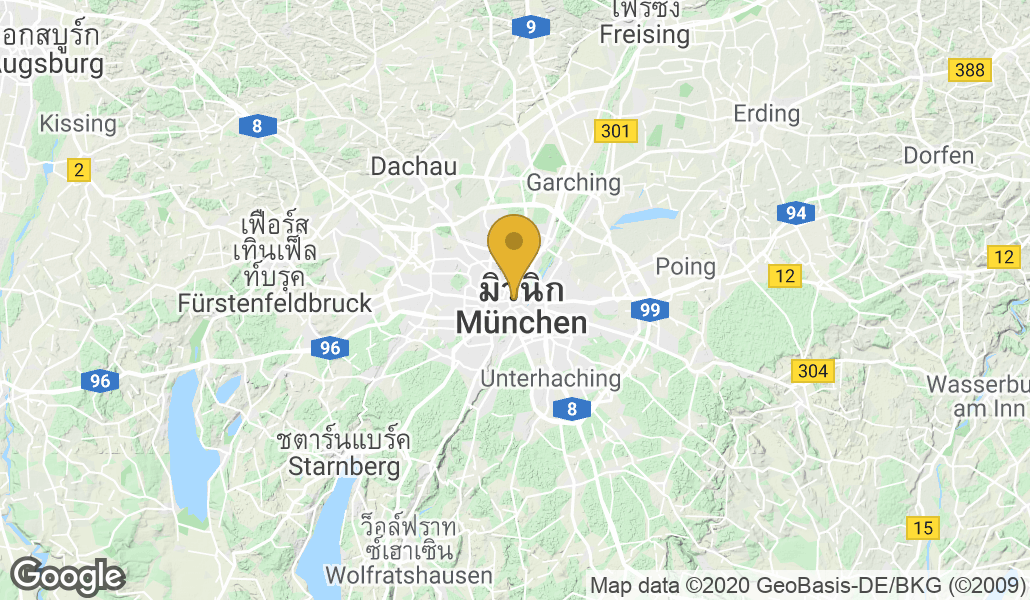 9
ไฟรซิง
Freising
อกสบูร์ก
Augsburg
388
Kissing
8
301
Erding
2
Dachau
Dorfen
Garching
94
เฟือร์ส
เทินเฟ็ล
ท์บรุค
Fürstenfeldbruck
Poing
12
12
มิวนิก
München
99
96
96
304
Unterhaching
8
Wasserbu
am Inn
ชตาร์นแบร์ค
Starnberg
ว็อล์ฟราท
ซ์เฮาเซิน
Wolfratshausen
15
Google
Map data ©2020 GeoBasis-DE/BKG (©2009)